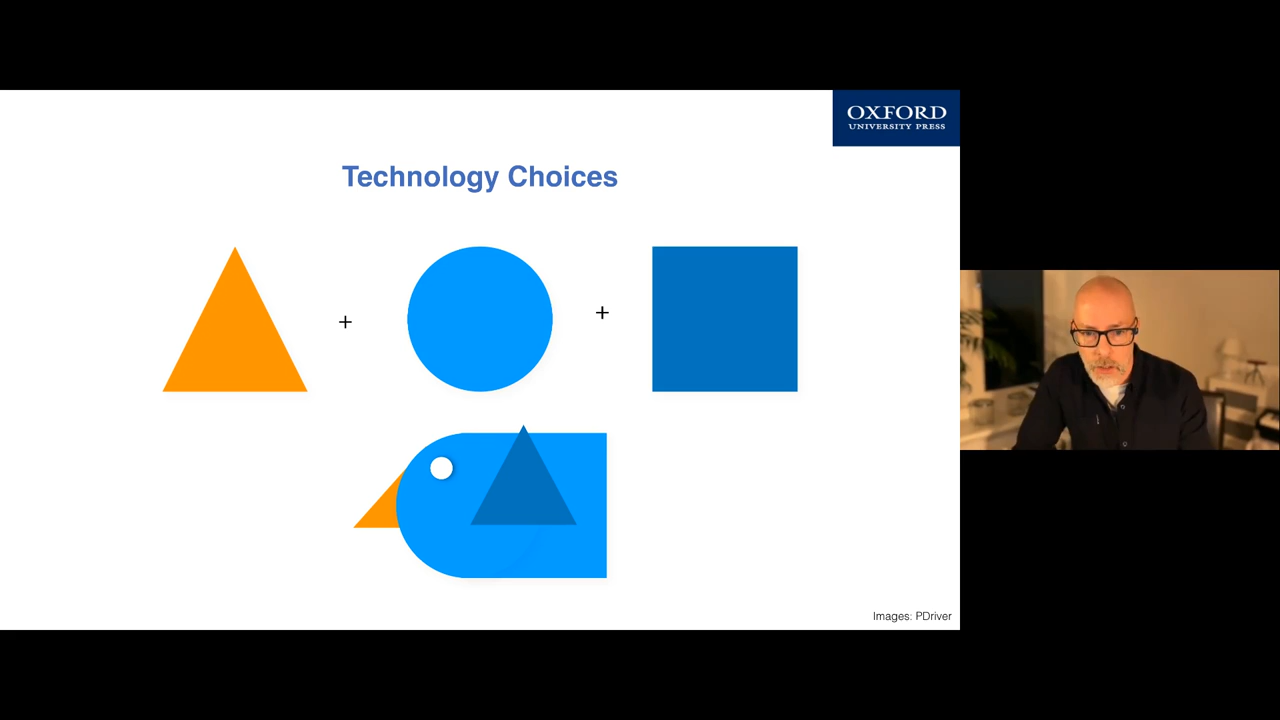 OXFORD
UNIVERSITY PRESS
Technology Choices
+
+
Images: PDriver